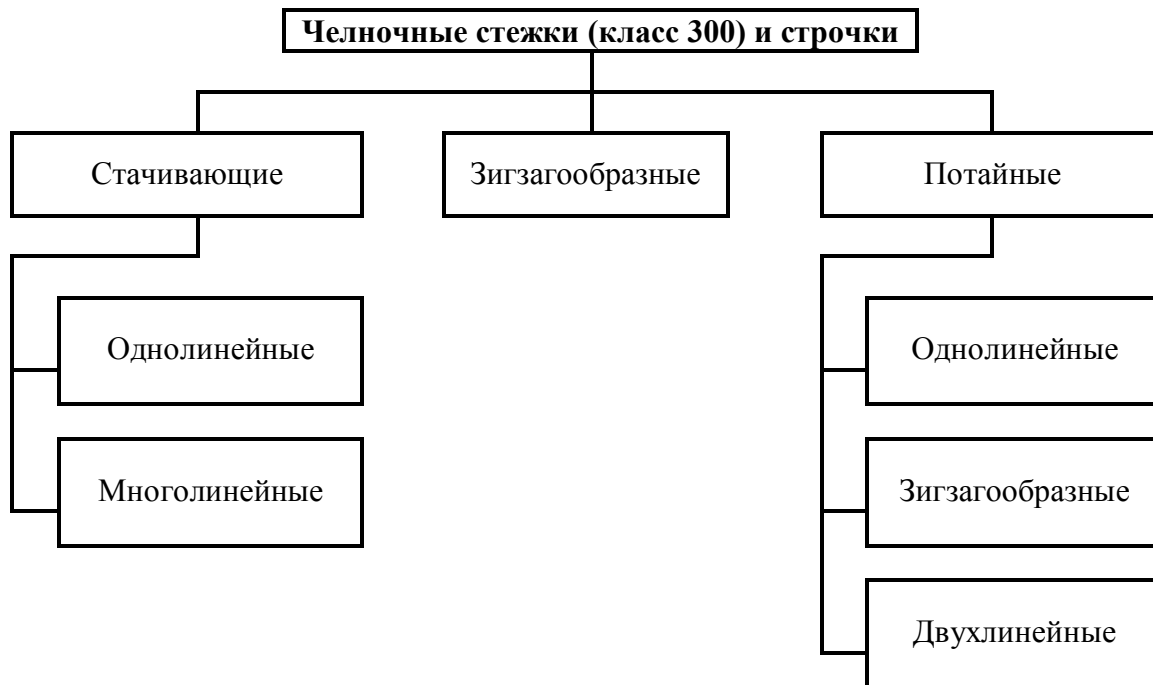 Челночные стежки (класс 300) и строчки
Стачивающие
Зигзагообразные
Потайные
Однолинейные
Многолинейные
Однолинейные
Зигзагообразные
Двухлинейные